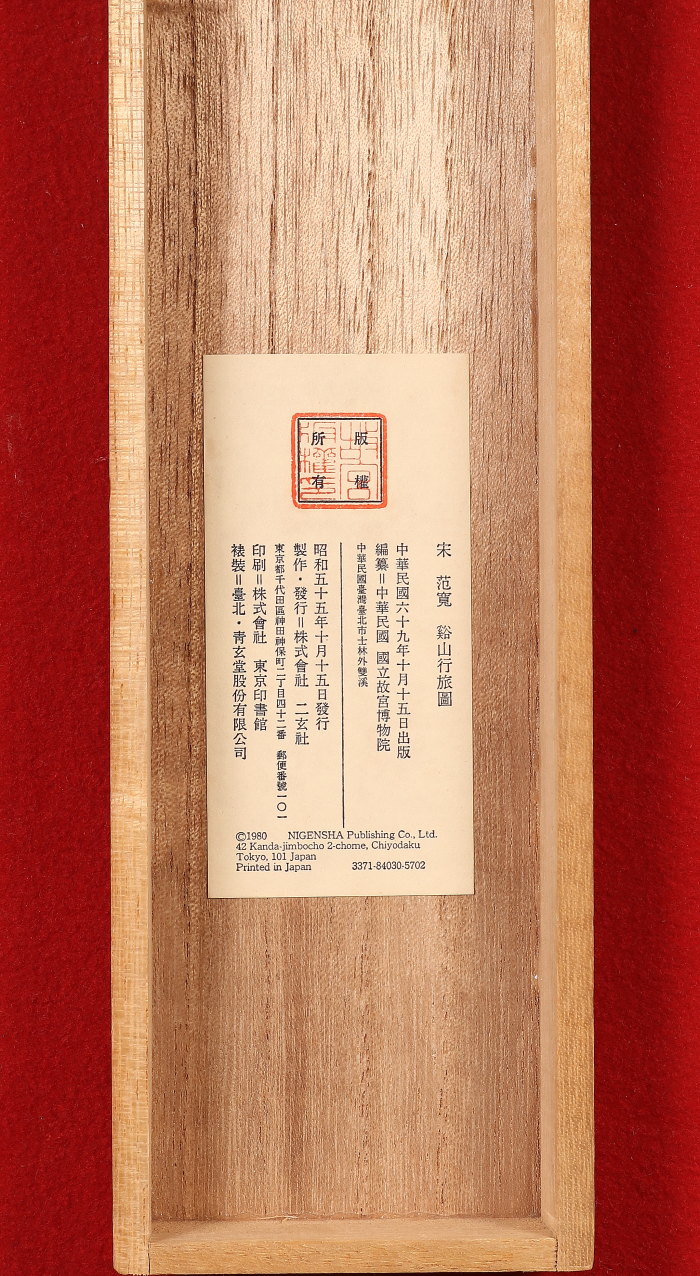 版權
所有
宋　范寬　谿山行旅圖
中華民國六十九年十月十五日出版
編纂＝中華民國　國立故宮博物院
中華民國臺灣臺北市士林外雙溪
昭和五十五年十月十五日發行
製作・發行＝株式會社　二玄社
東京都千代田區神田神保町二丁目四十二番　郵便番號一〇一
印刷＝株式會社　東京印書館
裱裝＝臺北・靑玄堂股份有限公司
©1980 NIGENSHA Publishing Co., Ltd.
42 Kanda-jimbocho 2-chome, Chiyodaku
Tokyo, 101 Japan
Printed in Japan 3371-84030-5702